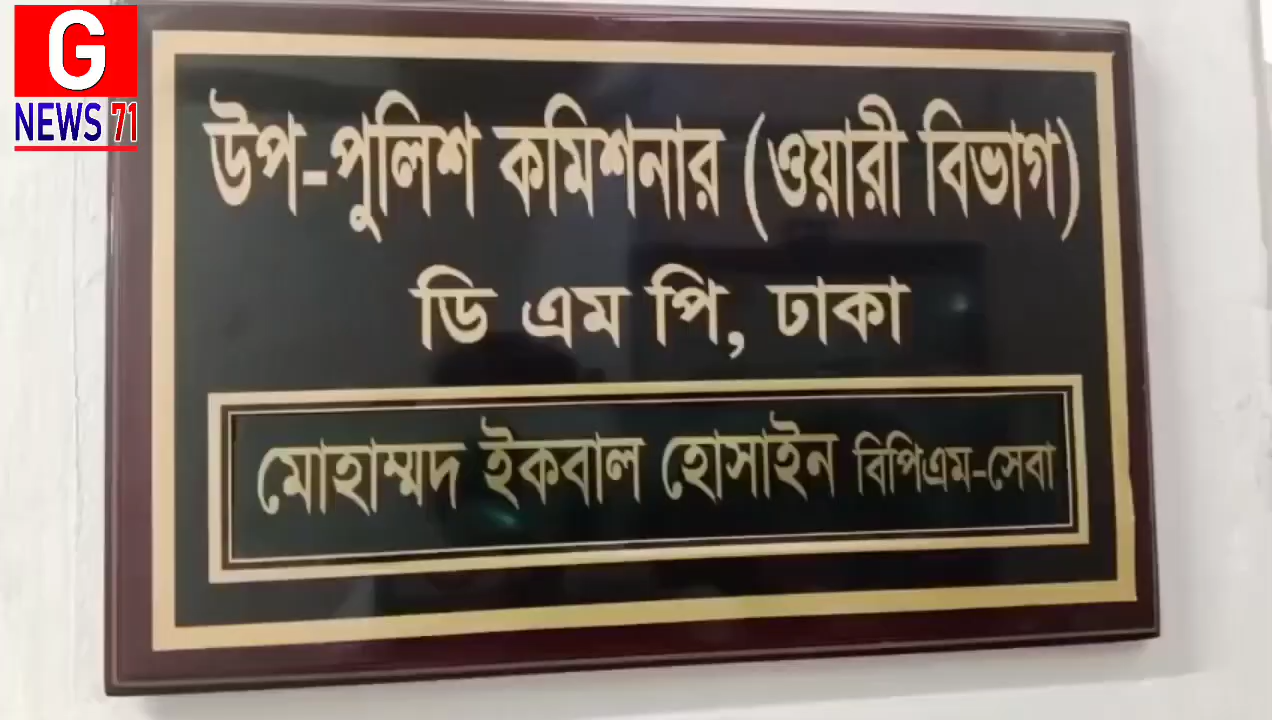 G
NEWS 71
উপ-পুলিশ কমিশনার (ওয়ারী বিভাগ)
ডি এম পি, ঢাকা
মোহাম্মদ ইকবাল হোসাইন বিপিএম-সেবা